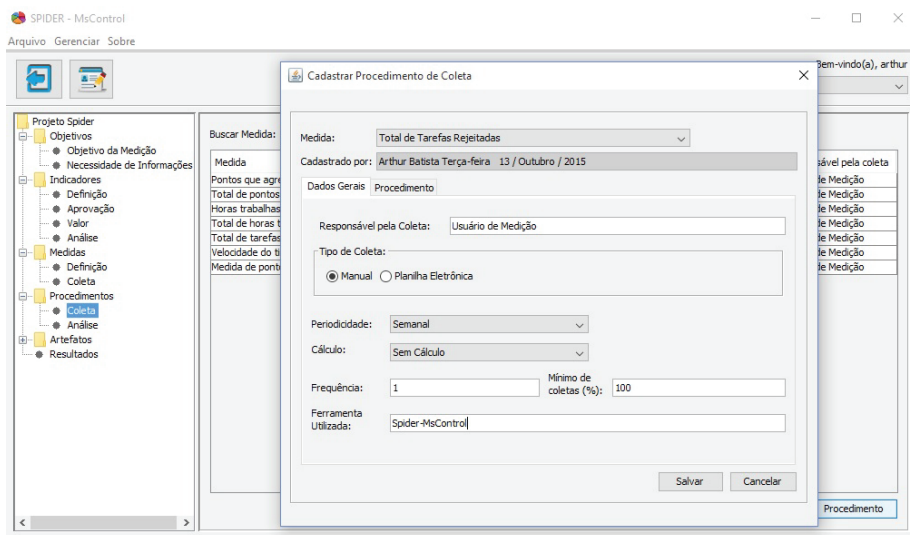 SPIDER - MsControl
Arquivo Gerenciar Sobre
Bem-vindo(a), arthur
Projeto Spider
Objetivos
Objetivo da Medição
Necessidade de Informações
Indicadores
Definição
Aprovação
Valor
Análise
Medidas
Definição
Coleta
Procedimentos
Coleta
Análise
Artefatos
Resultados
Buscar Medida:
Medida
Pontos que agre
Total de pontos
Horas trabalhas
Total de horas t
Total de tarefas
Velocidade do ti
Medida de pont
sável pela coleta
de Medição
de Medição
de Medição
de Medição
de Medição
de Medição
de Medição
Procedimento
Cadastrar Procedimento de Coleta
Medida: Total de Tarefas Rejeitadas
Cadastrado por: Arthur Batista Terça-feira 13 / Outubro / 2015
Dados Gerais Procedimento
Responsável pela Coleta: Usuário de Medição
Tipo de Coleta:
Manual Planilha Eletrônica
Periodicidade: Semanal
Cálculo: Sem Cálculo
Frequência: 1 Mínimo de coletas (%): 100
Ferramenta
Utilizada: Spider-MsControl
Salvar Cancelar